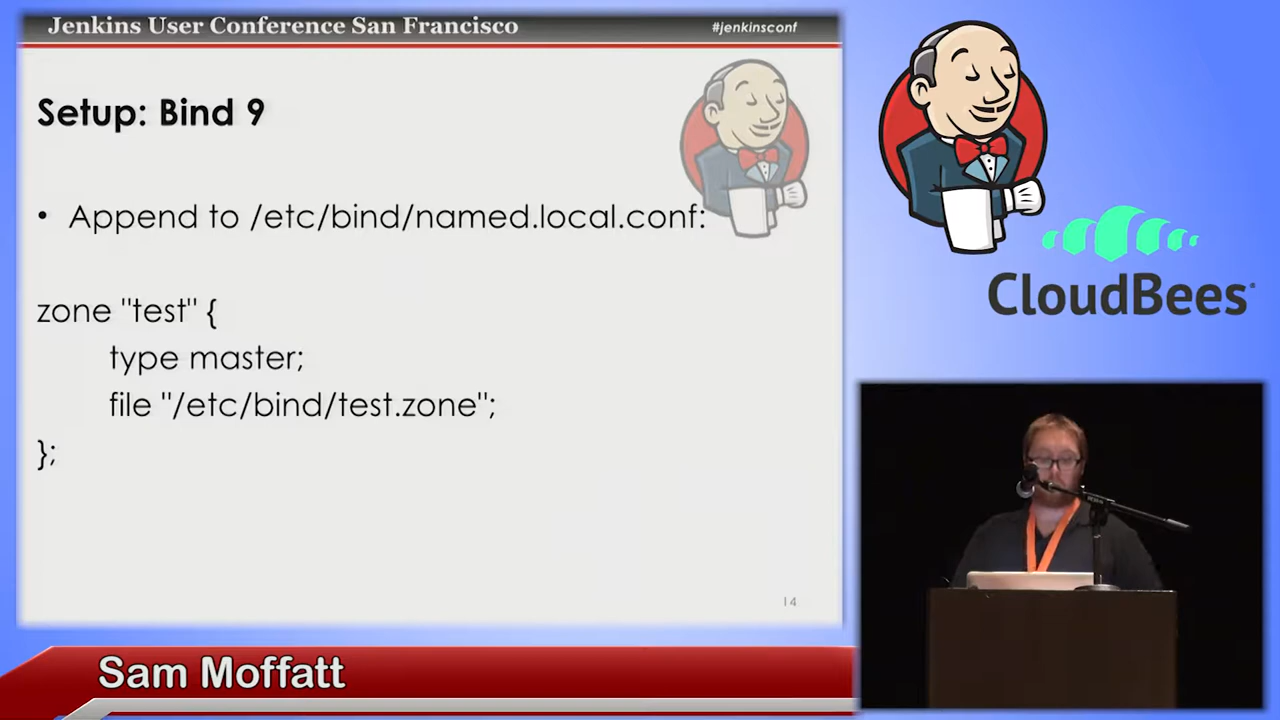 Jenkins User Conference San Francisco
#jenkinsconf
Setup: Bind 9
• Append to /etc/bind/named.local.conf:
zone "test" {
type master;
file "/etc/bind/test.zone";
};
14
CloudBees
Sam Moffatt